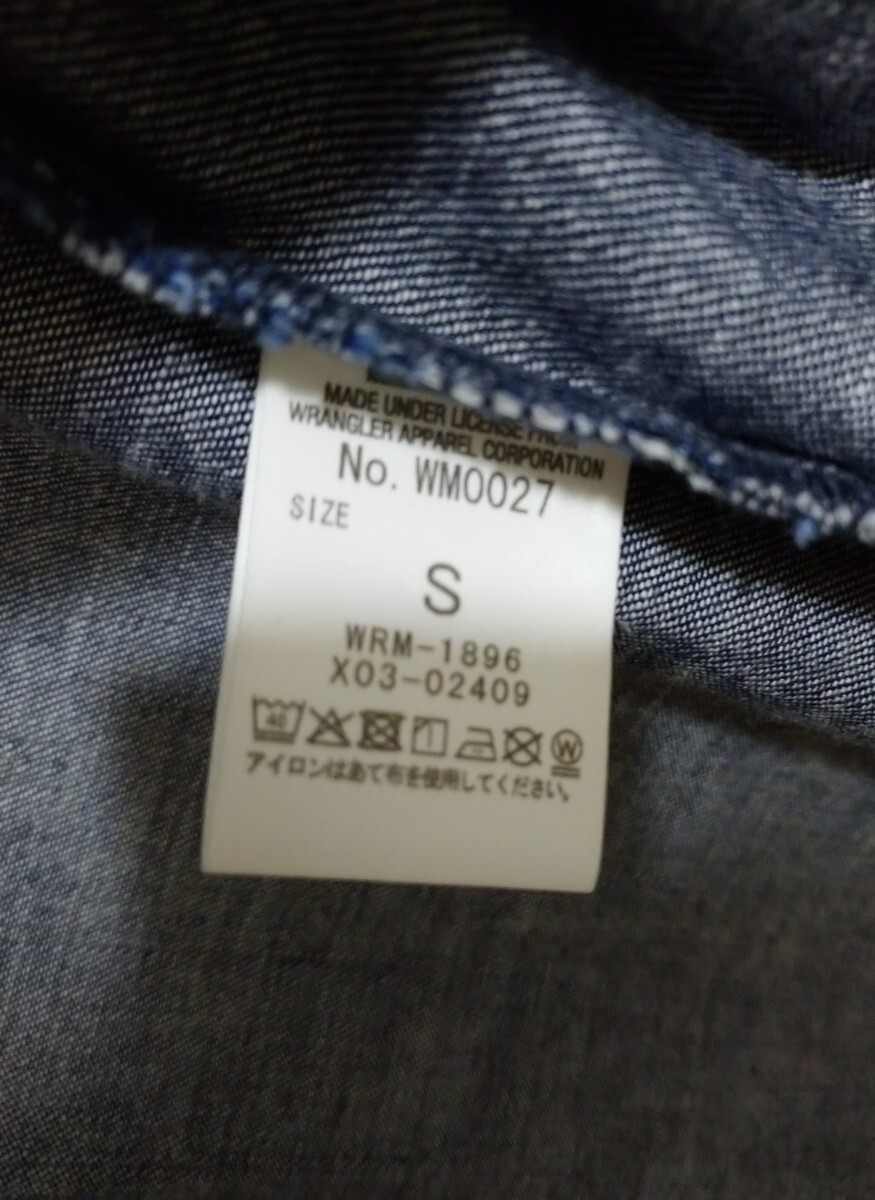 MADE UNDER LICENSE
WRANGLER APPAREL CORPORATION
No. WM0027
SIZE
S
WRM-1896
X03-02409
40
W
アイロンはあて布を使用してください。